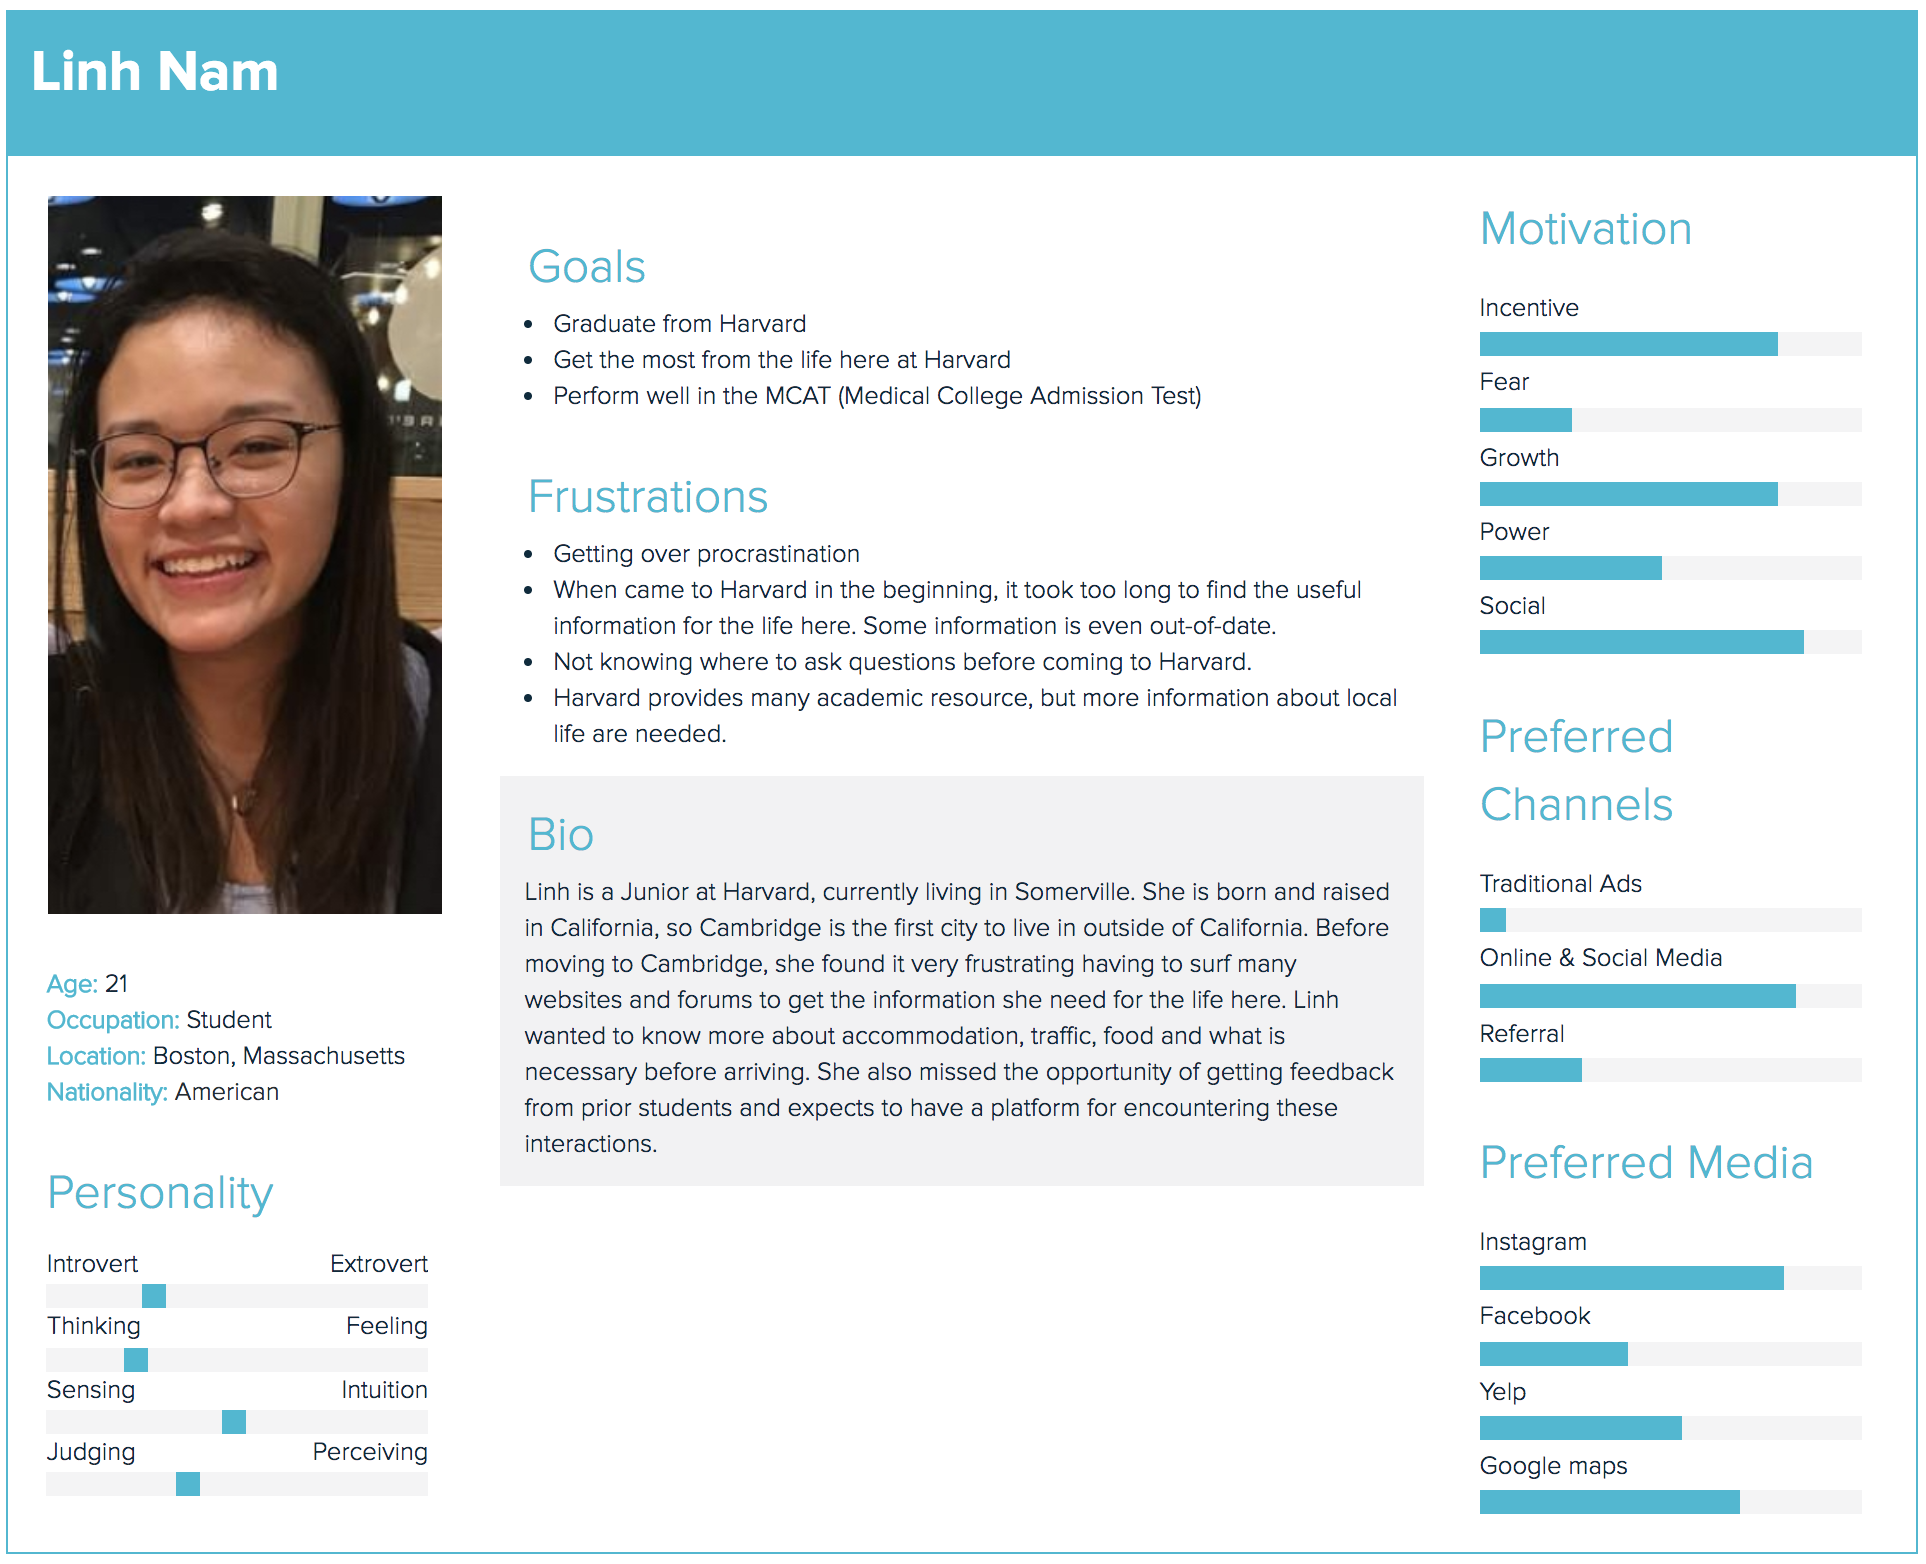 Linh Nam
Age: 21
Occupation: Student
Location: Boston, Massachusetts
Nationality: American
Personality
Introvert Extrovert
Thinking Feeling
Sensing Intuition
Judging Perceiving
Goals
• Graduate from Harvard
• Get the most from the life here at Harvard
• Perform well in the MCAT (Medical College Admission Test)
Frustrations
• Getting over procrastination
• When came to Harvard in the beginning, it took too long to find the useful
information for the life here. Some information is even out-of-date.
• Not knowing where to ask questions before coming to Harvard.
• Harvard provides many academic resource, but more information about local
life are needed.
Bio
Linh is a Junior at Harvard, currently living in Somerville. She is born and raised
in California, so Cambridge is the first city to live in outside of California. Before
moving to Cambridge, she found it very frustrating having to surf many
websites and forums to get the information she need for the life here. Linh
wanted to know more about accommodation, traffic, food and what is
necessary before arriving. She also missed the opportunity of getting feedback
from prior students and expects to have a platform for encountering these
interactions.
Motivation
Incentive
Fear
Growth
Power
Social
Preferred
Channels
Traditional Ads
Online & Social Media
Referral
Preferred Media
Instagram
Facebook
Yelp
Google maps